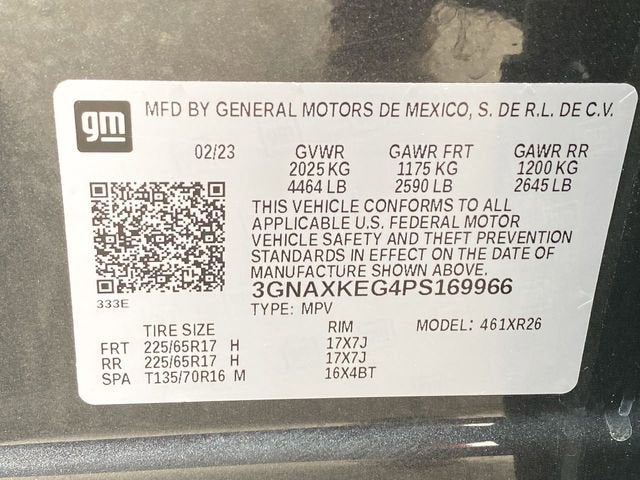 gm
MFD BY GENERAL MOTORS DE MEXICO, S. DE R.L. DE C.V.
02/23 GVWR GAWR FRT GAWR RR
2025 KG 1175 KG 1200 KG
4464 LB 2590 LB 2645 LB
THIS VEHICLE CONFORMS TO ALL
APPLICABLE U.S. FEDERAL MOTOR
VEHICLE SAFETY AND THEFT PREVENTION
STANDARDS IN EFFECT ON THE DATE OF
MANUFACTURE SHOWN ABOVE.
333E
3GNAXKEG4PS169966
TYPE: MPV
TIRE SIZE RIM MODEL: 461XR26
FRT 225/65R17 H 17X7J
RR 225/65R17 H 17X7J
SPA T135/70R16 M 16X4BT